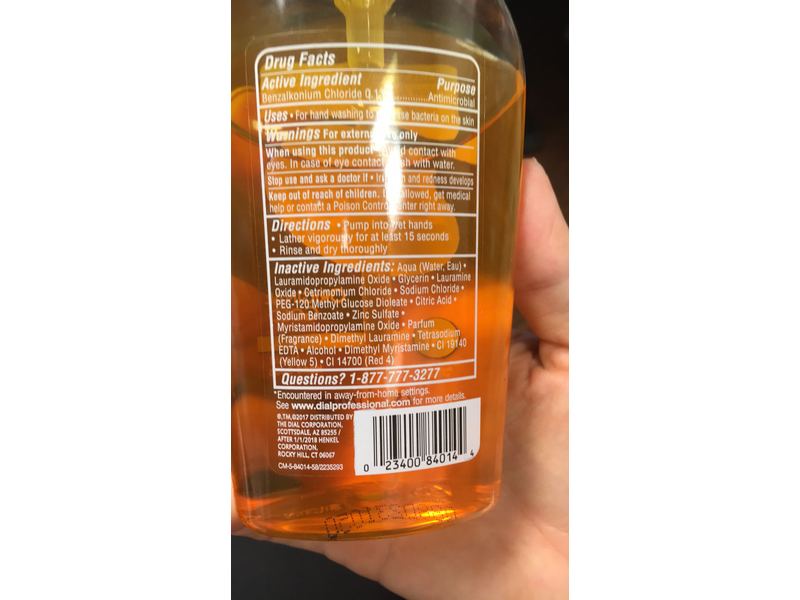 Drug Facts
Active Ingredient Purpose
Benzalkonium Chloride 0.13..............Antimicrobial
Uses • For hand washing to bacteria on the skin
Warnings For external only
When using this product contact with
eyes. In case of eye contact with water.
Stop use and ask a doctor if • and redness develops
Keep out of reach of children. get medical
help or contact a Poison Control right away.
Directions • Pump into wet hands
• Lather vigorously for at least 15 seconds
• Rinse and dry thoroughly
Inactive Ingredients: Aqua (Water, Eau) •
Lauramidopropylamine Oxide • Glycerin • Lauramine
Oxide • Cetrimonium Chloride • Sodium Chloride •
PEG-120 Methyl Glucose Dioleate • Citric Acid •
Sodium Benzoate • Zinc Sulfate •
Myristamidopropylamine Oxide • Parfum
(Fragrance) • Dimethyl Lauramine • Tetrasodium
EDTA • Alcohol • Dimethyl Myristamine • CI 19140
(Yellow 5) • CI 14700 (Red 4)
Questions? 1-877-777-3277
*Encountered in away-from-home settings.
See www.dialprofessional.com for more details.
®,TM,©2017 DISTRIBUTED BY
THE DIAL CORPORATION,
SCOTTSDALE, AZ 85255 /
AFTER 1/1/2018 HENKEL
CORPORATION,
ROCKY HILL, CT 06067
CM-5-84014-58/2235293
0 23400 84014 4